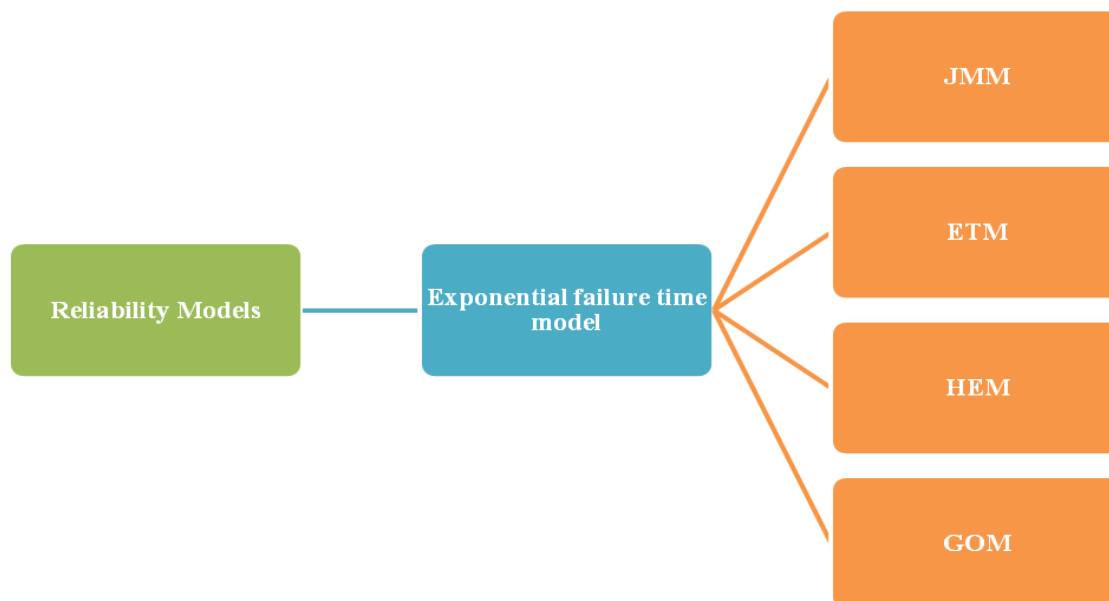 Reliability Models
Exponential failure time
model
JMM
ETM
HEM
GOM